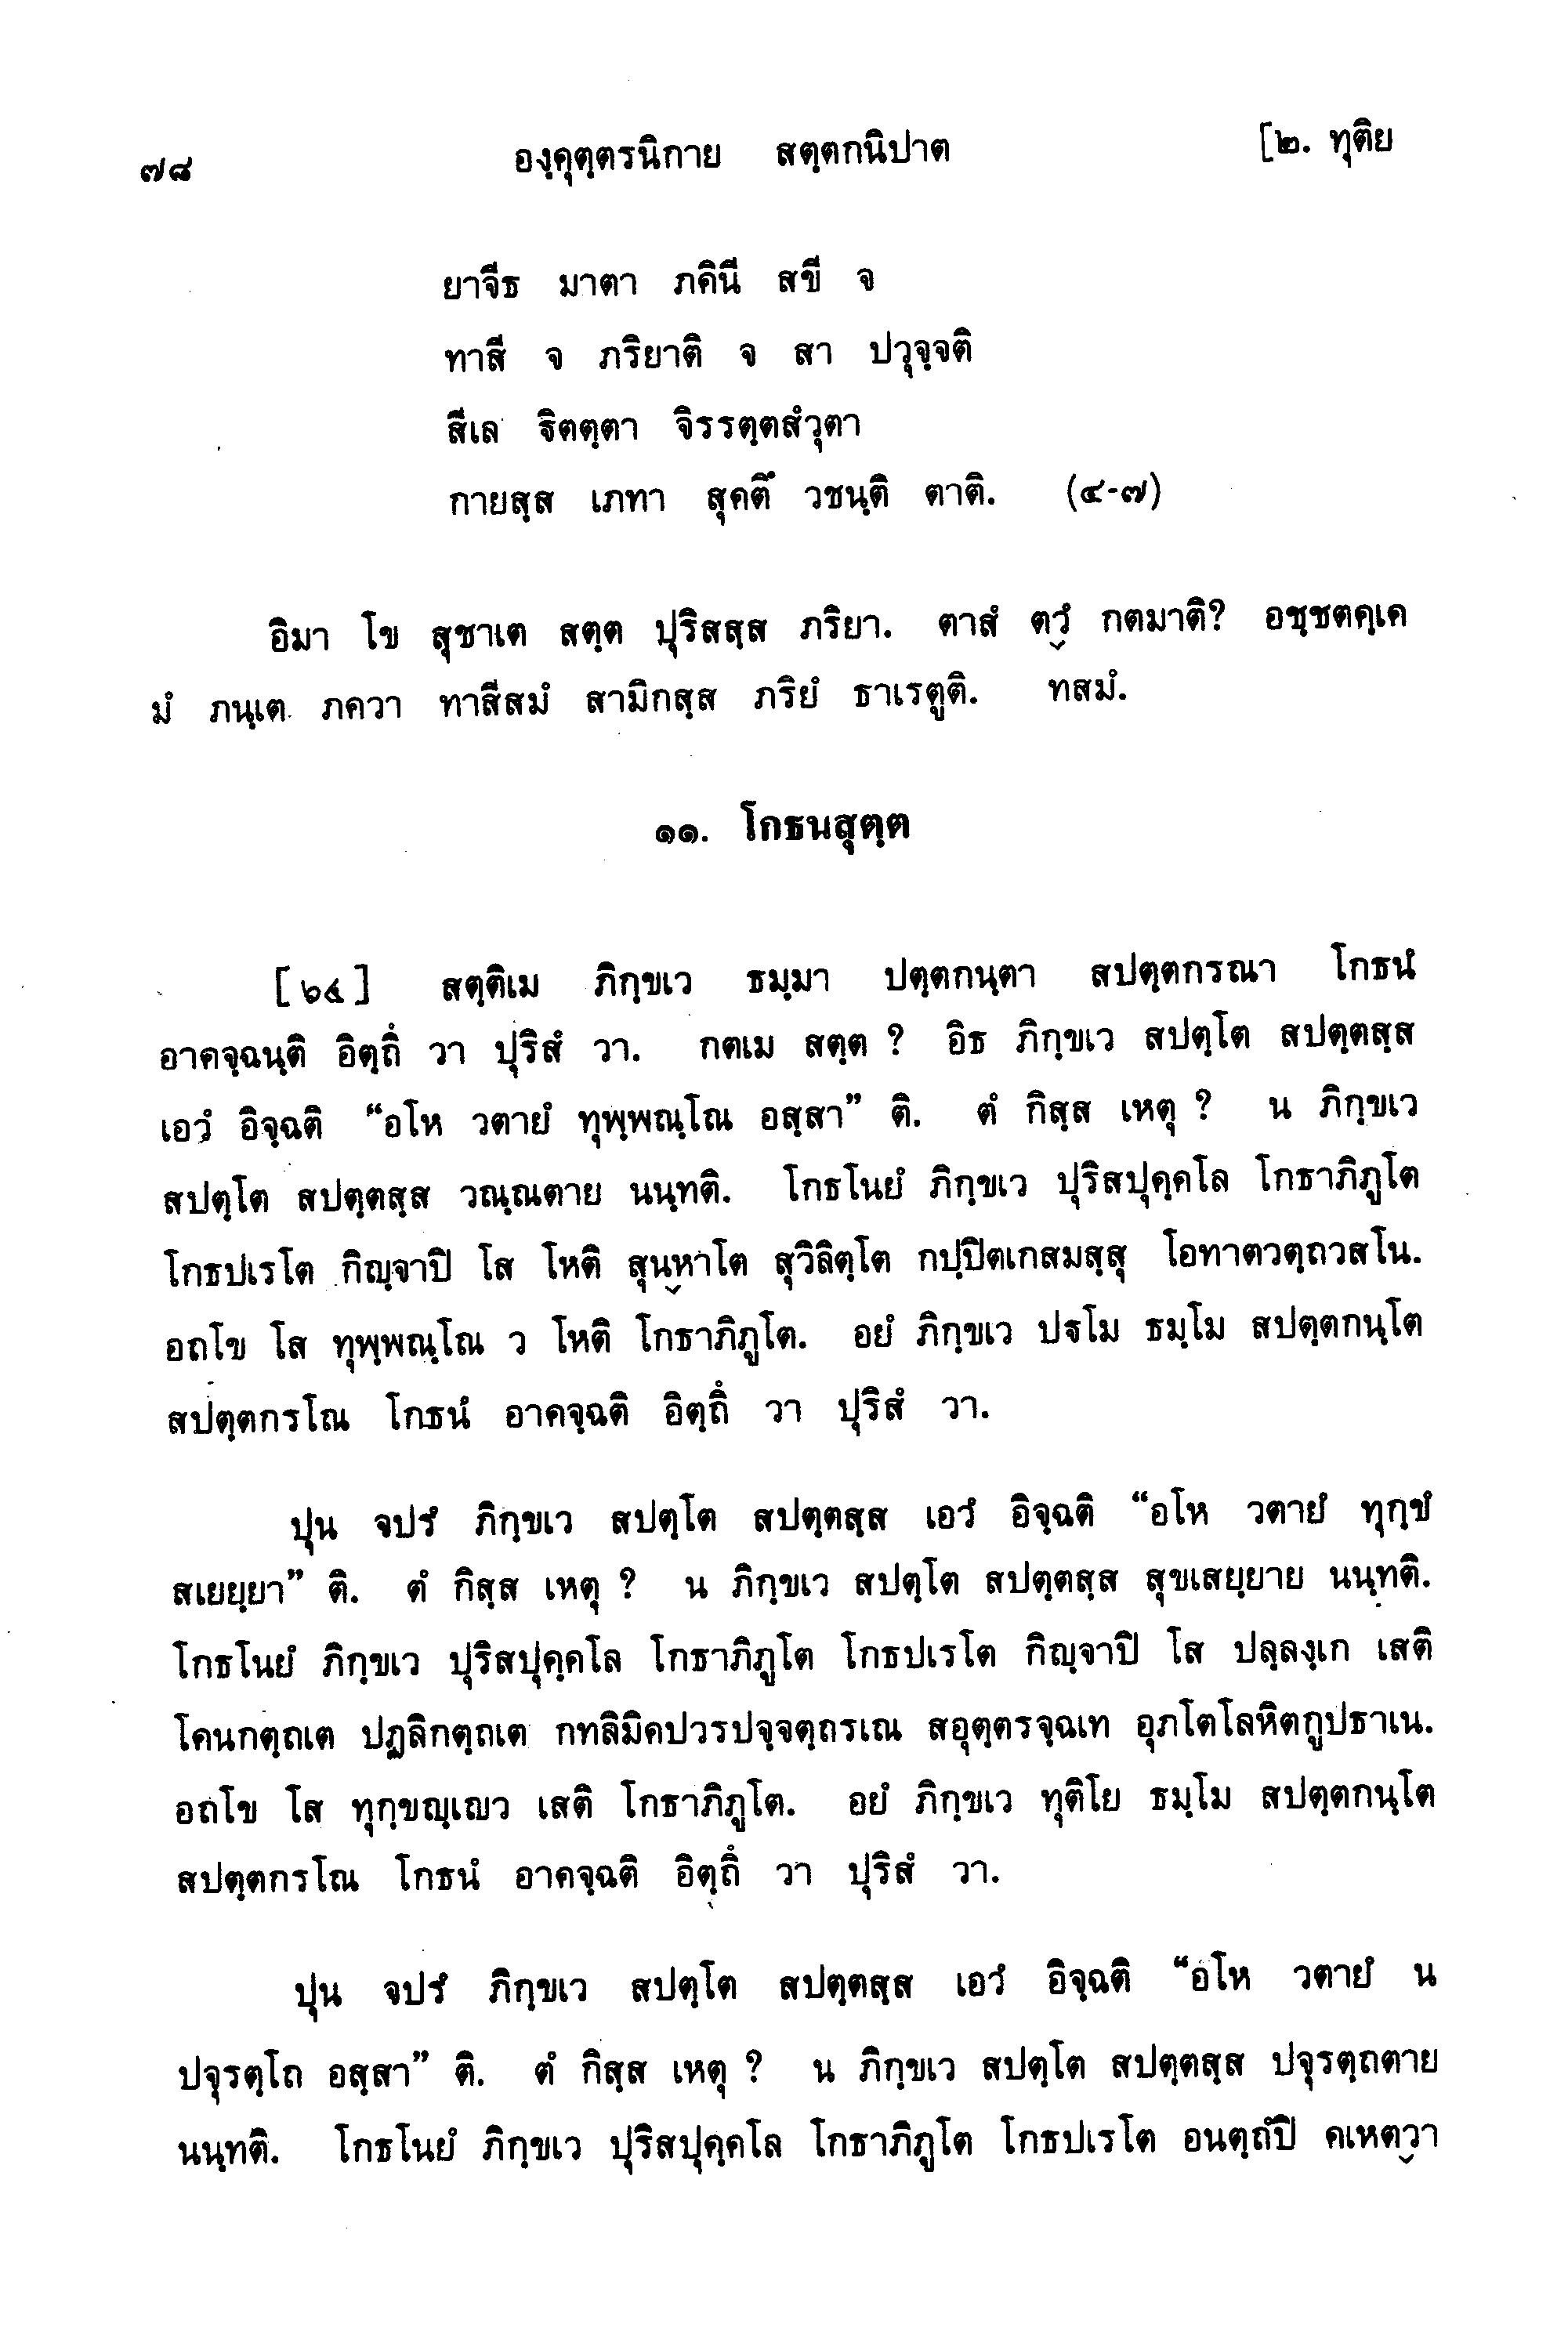 ๗๘ องฺคุตฺตรนิกาย สตฺตกนิปาต [๒. ทุติย
ยาจีธ มาตา ภคินี สขี จ
ทาสี จ ภริยาติ จ สา ปวุจฺจติ
สีเล ฐิตตฺตา จิรรตฺตสํวุตา
กายสฺส เภทา สุคตึ วชนฺติ ตาติ. (๔-๗)
อิมา โข สุชาเต สตฺต ปุริสสฺส ภริยา. ตาสํ ตฺวํ กตมาติ? อชฺชตคฺเค
มํ ภนฺเต ภควา ทาสีสมํ สามิกสฺส ภริยํ ธาเรตูติ. ทสมํ.
๑๑. โกธนสุตฺต
[๖๔] สตฺติเม ภิกฺขเว ธมฺมา ปตฺตกนฺตา สปตฺตกรณา โกธนํ
อาคจฺฉนฺติ อิตฺถึ วา ปุริสํ วา. กตเม สตฺต ? อิธ ภิกฺขเว สปตฺโต สปตฺตสฺส
เอวํ อิจฺฉติ “อโห วตายํ ทุพฺพณฺโณ อสฺสา” ติ. ตํ กิสฺส เหตุ ? น ภิกฺขเว
สปตฺโต สปตฺตสฺส วณฺณตาย นนฺทติ. โกธโนยํ ภิกฺขเว ปุริสปุคฺคโล โกธาภิภูโต
โกธปเรโต กิญฺจาปิ โส โหติ สุนฺหาโต สุวิลิตฺโต กปฺปิตเกสมสฺสุ โอทาตวตฺถวสโน.
อถโข โส ทุพฺพณฺโณ ว โหติ โกธาภิภูโต. อยํ ภิกฺขเว ปฐโม ธมฺโม สปตฺตกนฺโต
สปตฺตกรโณ โกธนํ อาคจฺฉติ อิตฺถึ วา ปุริสํ วา.
ปุน จปรํ ภิกฺขเว สปตฺโต สปตฺตสฺส เอวํ อิจฺฉติ “อโห วตายํ ทุกฺขํ
สเยยฺยา” ติ. ตํ กิสฺส เหตุ ? น ภิกฺขเว สปตฺโต สปตฺตสฺส สุขเสยฺยาย นนฺทติ.
โกธโนยํ ภิกฺขเว ปุริสปุคฺคโล โกธาภิภูโต โกธปเรโต กิญฺจาปิ โส ปลฺลงฺเก เสติ
โคนกตฺถเต ปฏลิกตฺถเต กทลิมิคปวรปจฺจตฺถรเณ สอุตฺตรจฺฉเท อุภโตโลหิตกูปธาเน.
อถโข โส ทุกฺขญฺเญว เสติ โกธาภิภูโต. อยํ ภิกฺขเว ทุติโย ธมฺโม สปตฺตกนฺโต
สปตฺตกรโณ โกธนํ อาคจฺฉติ อิตฺถึ วา ปุริสํ วา.
ปุน จปรํ ภิกฺขเว สปตฺโต สปตฺตสฺส เอวํ อิจฺฉติ “อโห วตายํ น
ปจุรตฺโถ อสฺสา” ติ. ตํ กิสฺส เหตุ ? น ภิกฺขเว สปตฺโต สปตฺตสฺส ปจุรตฺถตาย
นนฺทติ. โกธโนยํ ภิกฺขเว ปุริสปุคฺคโล โกธาภิภูโต โกธปเรโต อนตฺถํปิ คเหตฺวา